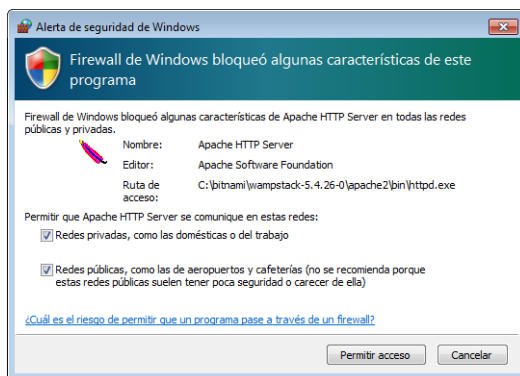 Alerta de seguridad de Windows
Firewall de Windows bloqueó algunas características de este
programa
Firewall de Windows bloqueó algunas características de Apache HTTP Server en todas las redes
públicas y privadas.
Nombre: Apache HTTP Server
Editor: Apache Software Foundation
Ruta de acceso: C:\bitnami\wampstack-5.4.26-0\apache2\bin\httpd.exe
Permitir que Apache HTTP Server se comunique en estas redes:
Redes privadas, como las domésticas o del trabajo
Redes públicas, como las de aeropuertos y cafeterías (no se recomienda porque
estas redes públicas suelen tener poca seguridad o carecer de ella)
¿Cuál es el riesgo de permitir que un programa pase a través de un firewall?
Permitir acceso Cancelar